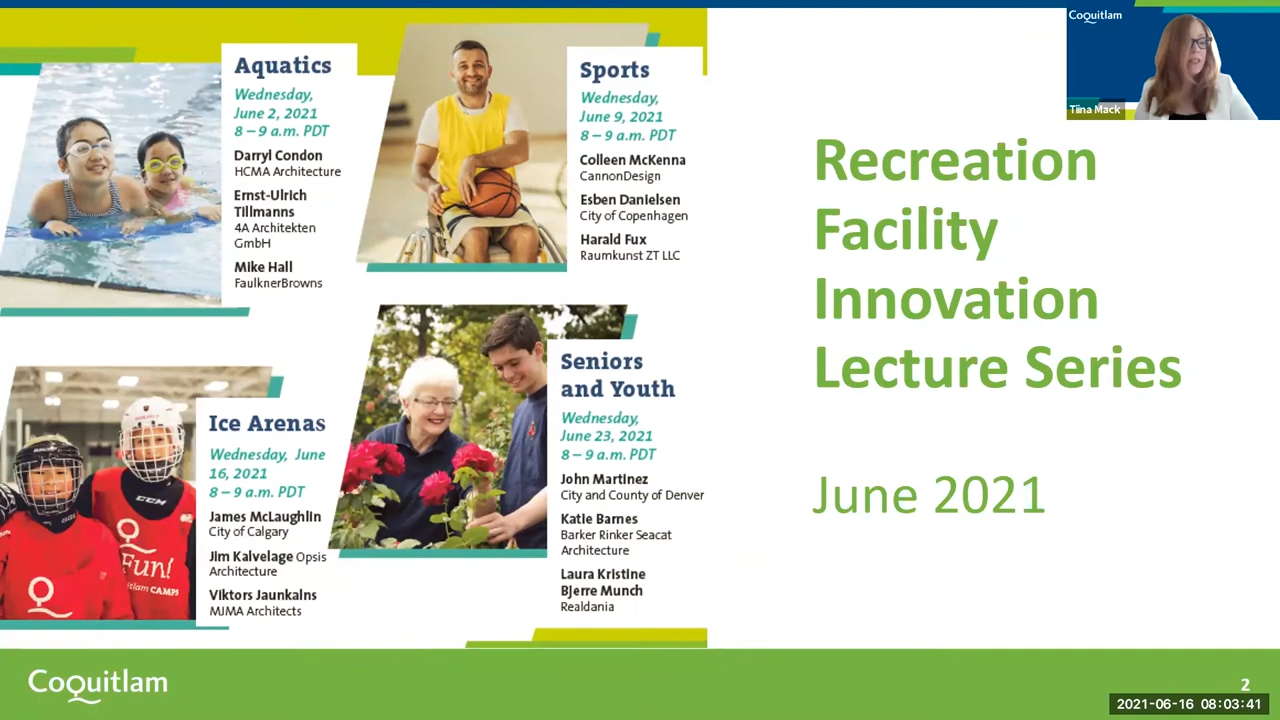 Aquatics
Wednesday,
June 2, 2021
8 – 9 a.m. PDT
Darryl Condon
HCMA Architecture
Ernst-Ulrich
Tillmanns
4A Architekten
GmbH
Mike Hall
FaulknerBrowns
Sports
Wednesday,
June 9, 2021
8 – 9 a.m. PDT
Colleen McKenna
CannonDesign
Esben Danielsen
City of Copenhagen
Harald Fux
Raumkunst ZT LLC
Ice Arenas
Wednesday, June
16, 2021
8 – 9 a.m. PDT
James McLaughlin
City of Calgary
Jim Kalvelage Opsis
Architecture
Viktors Jaunkalns
MJMA Architects
CCM
Fun!
CAMPS
Seniors
and Youth
Wednesday,
June 23, 2021
8 – 9 a.m. PDT
John Martinez
City and County of Denver
Katie Barnes
Barker Rinker Seacat
Architecture
Laura Kristine
Bjerre Munch
Realdania
Coquitlam
Tiina Mack
Recreation
Facility
Innovation
Lecture Series
June 2021
Coquitlam
2
2021-06-16 08:03:41